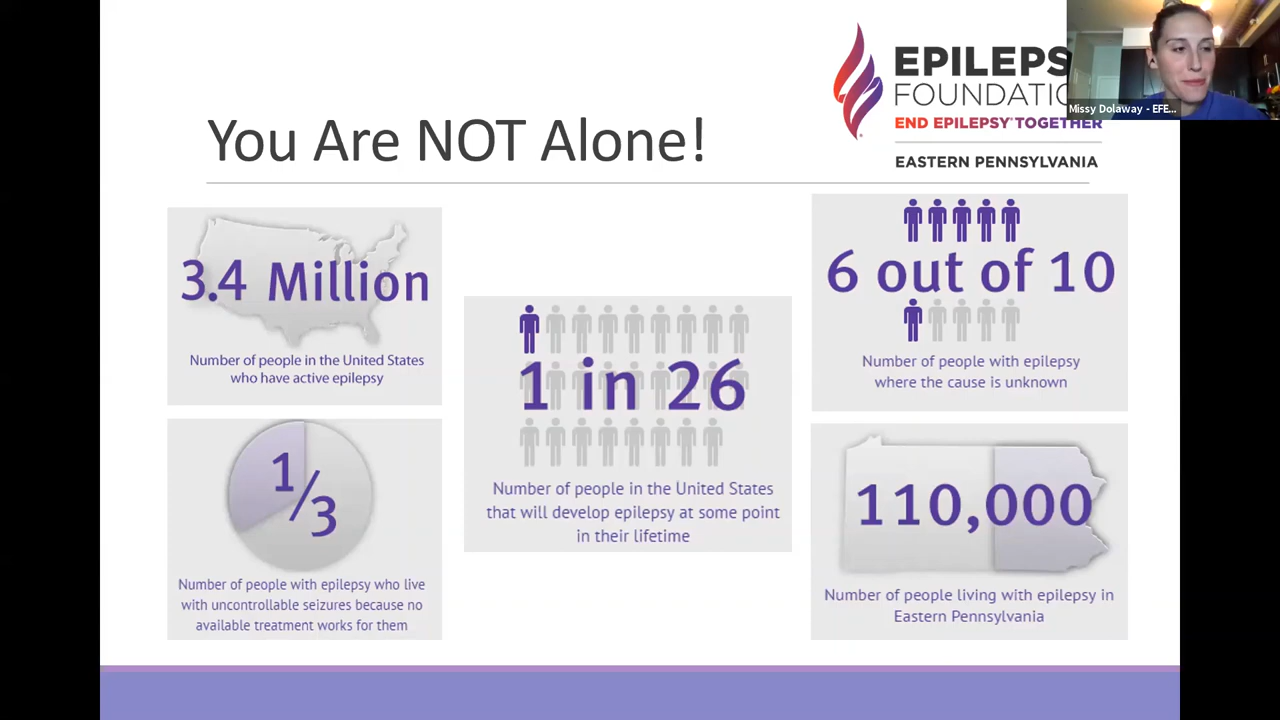 You Are NOT Alone!
EPILEPS
FOUNDATIO
END EPILEPSY TOGETHER
EASTERN PENNSYLVANIA
Missy Dolaway - EFE...
3.4 Million
Number of people in the United States
who have active epilepsy
1/3
Number of people with epilepsy who live
with uncontrollable seizures because no
available treatment works for them
1 in 26
Number of people in the United States
that will develop epilepsy at some point
in their lifetime
6 out of 10
Number of people with epilepsy
where the cause is unknown
110,000
Number of people living with epilepsy in
Eastern Pennsylvania